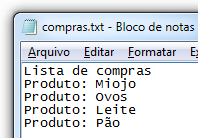 compras.txt - Bloco de notas
Arquivo Editar Formatar
Lista de compras
Produto: Miojo
Produto: Ovos
Produto: Leite
Produto: Pão